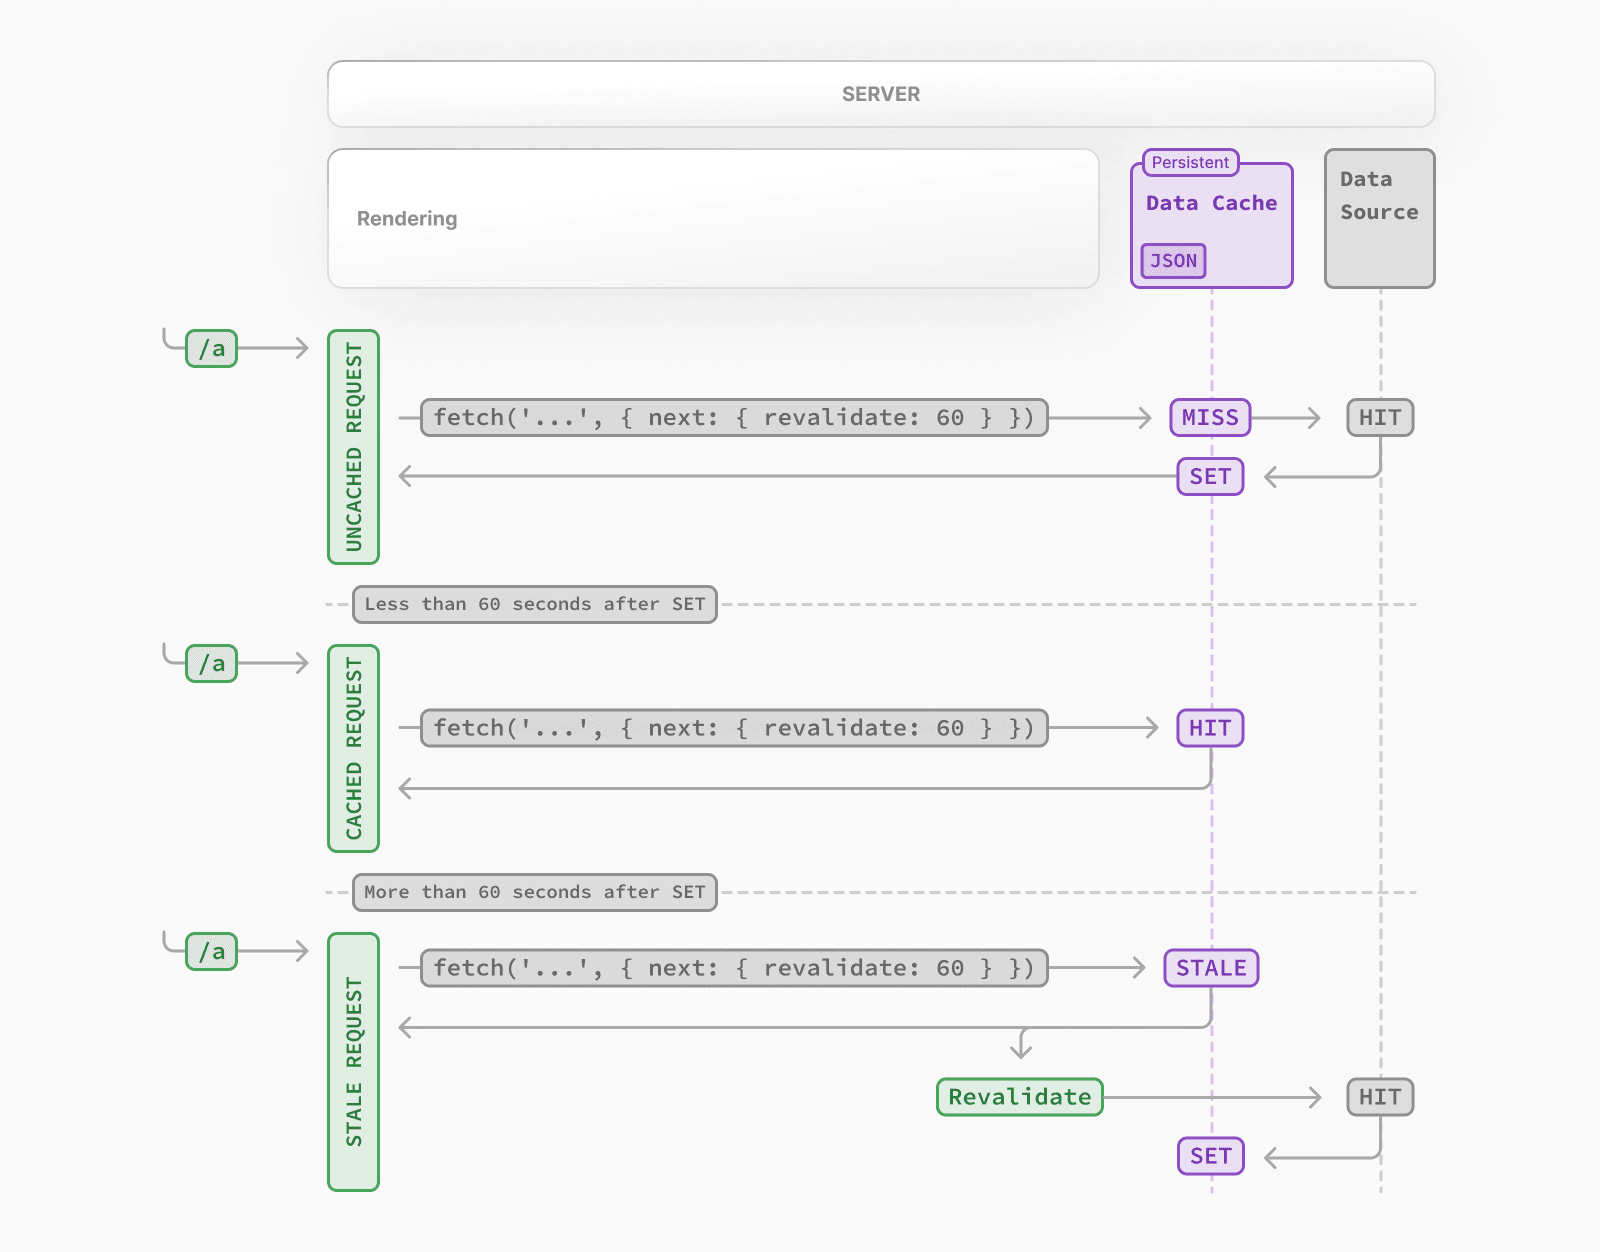 SERVER
Rendering
Persistent
Data Cache
JSON
Data
Source
/a
UNCACHED REQUEST
fetch('...', { next: { revalidate: 60 } })
MISS
HIT
SET
Less than 60 seconds after SET
/a
CACHED REQUEST
fetch('...', { next: { revalidate: 60 } })
HIT
More than 60 seconds after SET
/a
STALE REQUEST
fetch('...', { next: { revalidate: 60 } })
STALE
Revalidate
HIT
SET